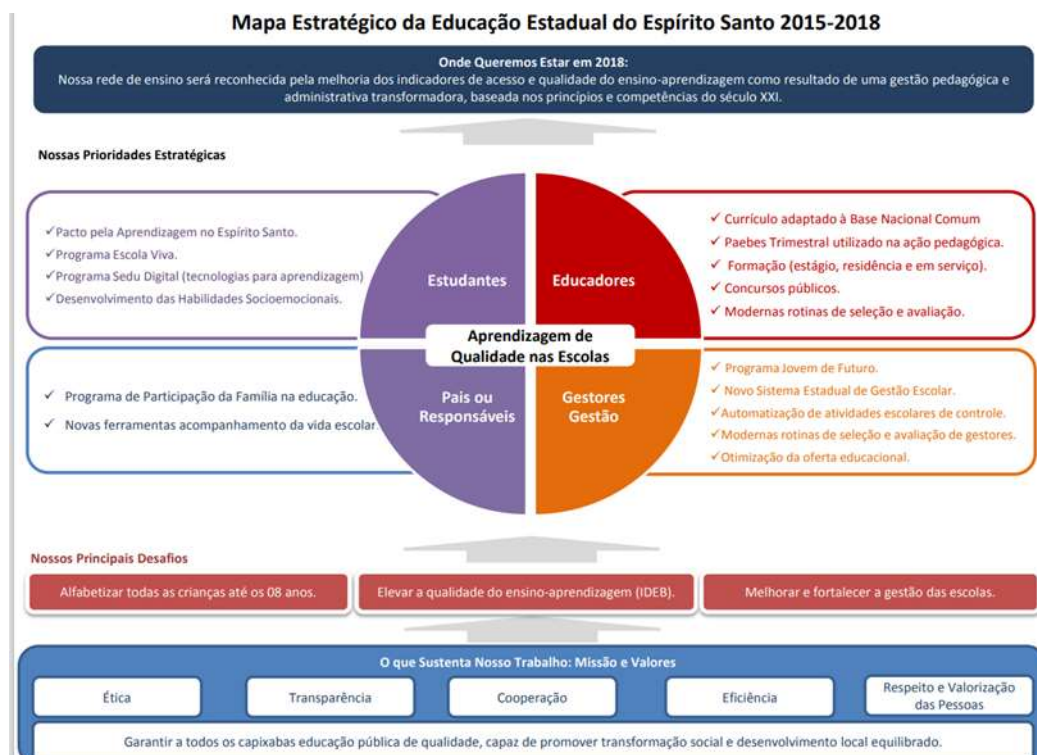 Mapa Estratégico da Educação Estadual do Espírito Santo 2015-2018
Onde Queremos Estar em 2018:
Nossa rede de ensino será reconhecida pela melhoria dos indicadores de acesso e qualidade do ensino-aprendizagem como resultado de uma gestão pedagógica e
administrativa transformadora, baseada nos princípios e competências do século XXI.
Nossas Prioridades Estratégicas
✓Pacto pela Aprendizagem no Espírito Santo.
✓Programa Escola Viva.
✓Programa Sedu Digital (tecnologias para aprendizagem)
✓Desenvolvimento das Habilidades Socioemocionais.
Estudantes
Educadores
✓ Currículo adaptado à Base Nacional Comum
✓ Paebes Trimestral utilizado na ação pedagógica.
✓ Formação (estágio, residência e em serviço).
✓ Concursos públicos.
✓ Modernas rotinas de seleção e avaliação.
Aprendizagem de
Qualidade nas Escolas
✓ Programa de Participação da Família na educação.
✓ Novas ferramentas acompanhamento da vida escolar
Pais ou
Responsáveis
Gestores
Gestão
✓ Programa Jovem de Futuro.
✓ Novo Sistema Estadual de Gestão Escolar.
✓Automatização de atividades escolares de controle.
✓Modernas rotinas de seleção e avaliação de gestores.
✓Otimização da oferta educacional.
Nossos Principais Desafios
Alfabetizar todas as crianças até os 08 anos.
Elevar a qualidade do ensino-aprendizagem (IDEB).
Melhorar e fortalecer a gestão das escolas.
O que Sustenta Nosso Trabalho: Missão e Valores
Ética
Transparência
Cooperação
Eficiência
Respeito e Valorização
das Pessoas
Garantir a todos os capixabas educação pública de qualidade, capaz de promover transformação social e desenvolvimento local equilibrado.